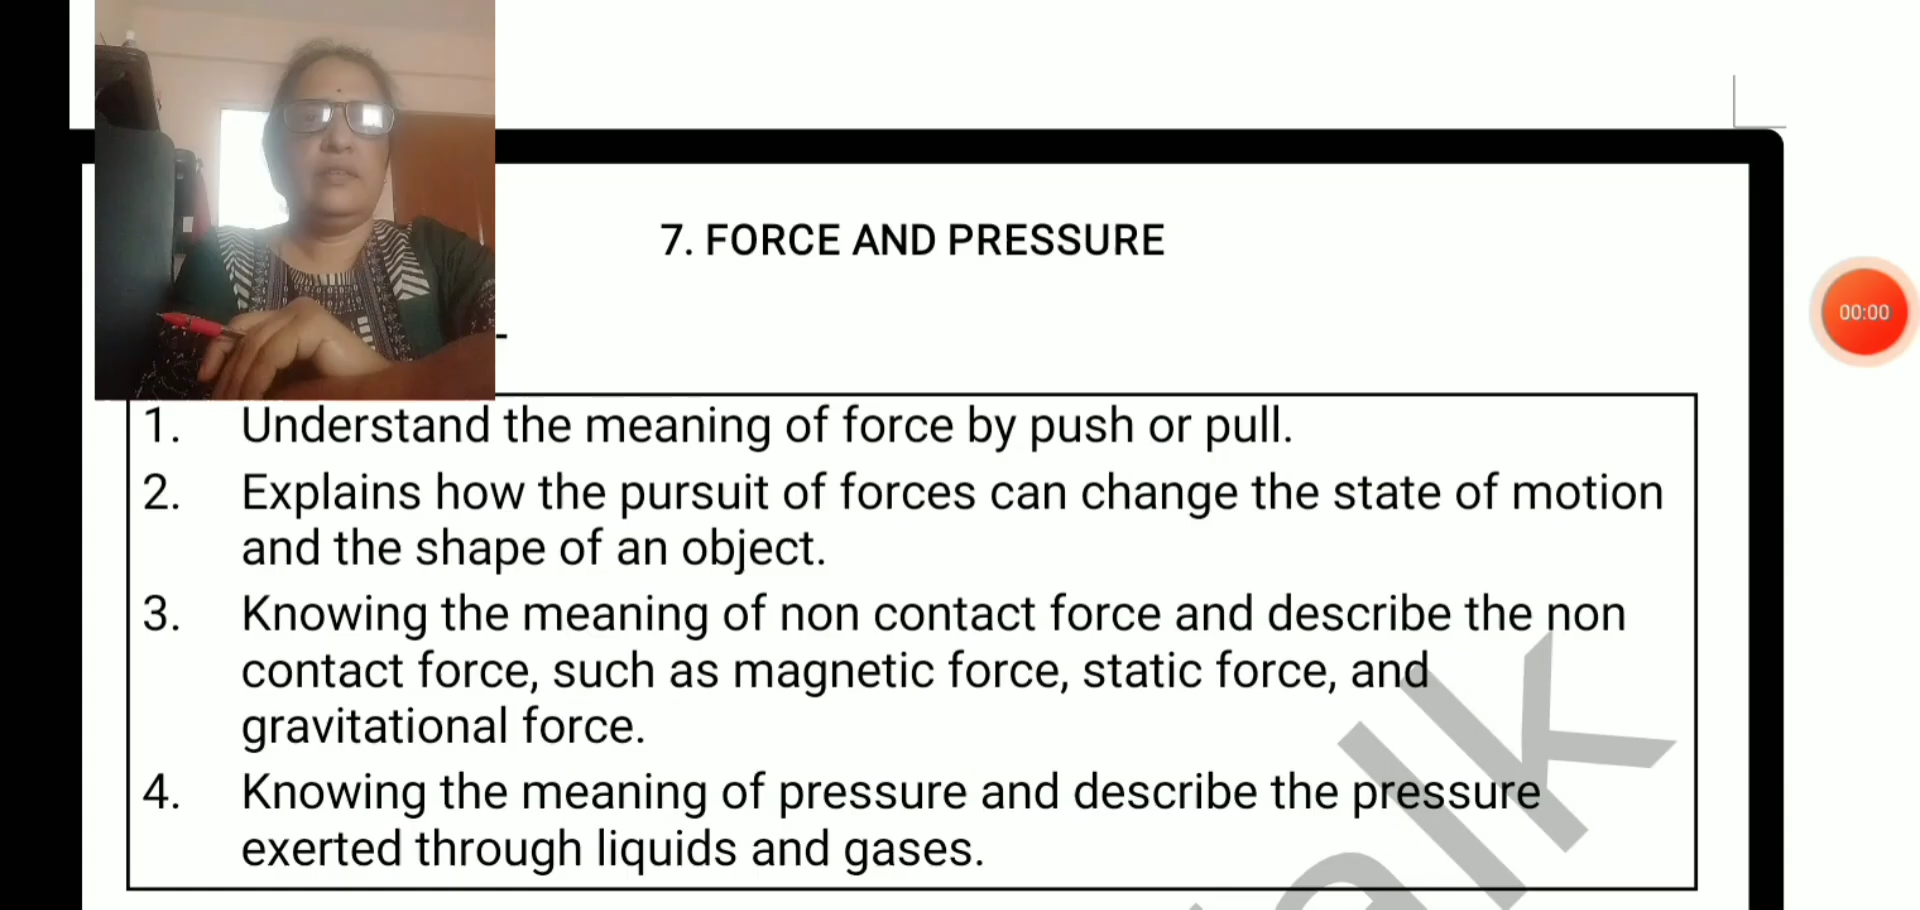 7. FORCE AND PRESSURE
00:00
1. Understand the meaning of force by push or pull.
2. Explains how the pursuit of forces can change the state of motion
and the shape of an object.
3. Knowing the meaning of non contact force and describe the non
contact force, such as magnetic force, static force, and
gravitational force.
4. Knowing the meaning of pressure and describe the pressure
exerted through liquids and gases.